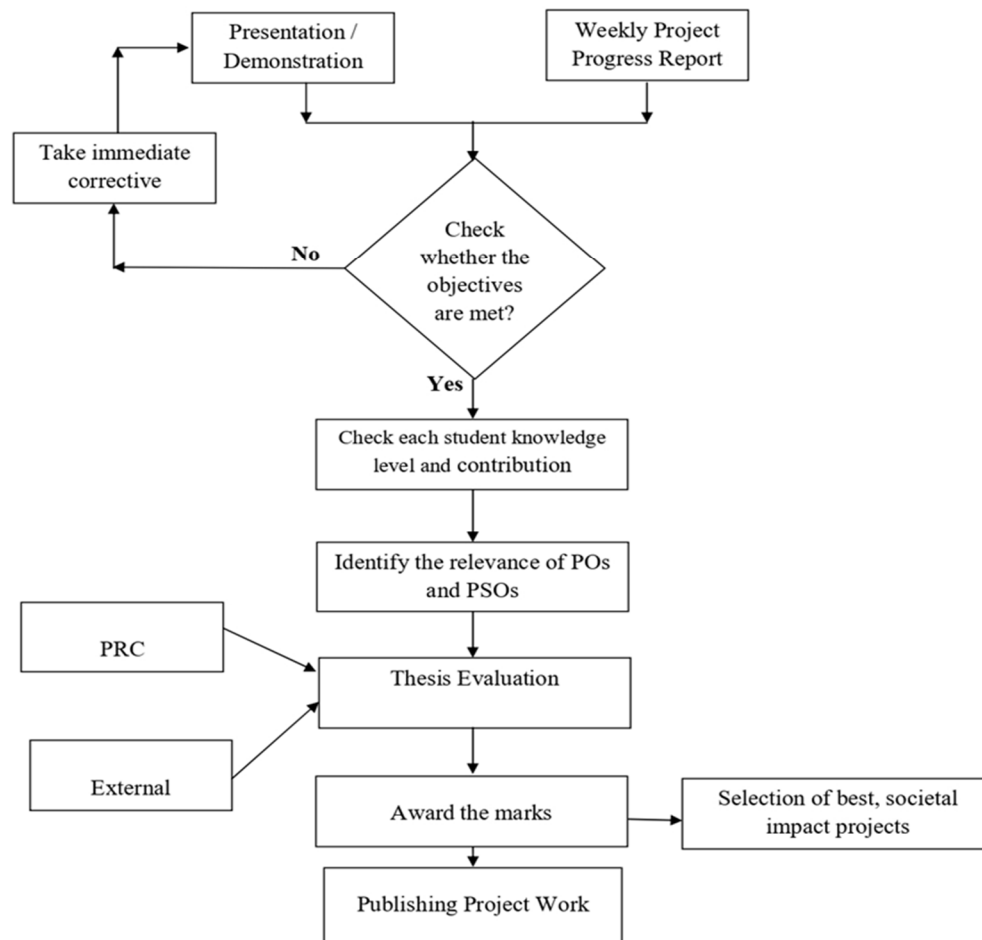 Presentation /
Demonstration
Weekly Project
Progress Report
Take immediate
corrective
No
Check
whether the
objectives
are met?
Yes
Check each student knowledge
level and contribution
Identify the relevance of POs
and PSOs
PRC
Thesis Evaluation
External
Award the marks
Selection of best, societal
impact projects
Publishing Project Work